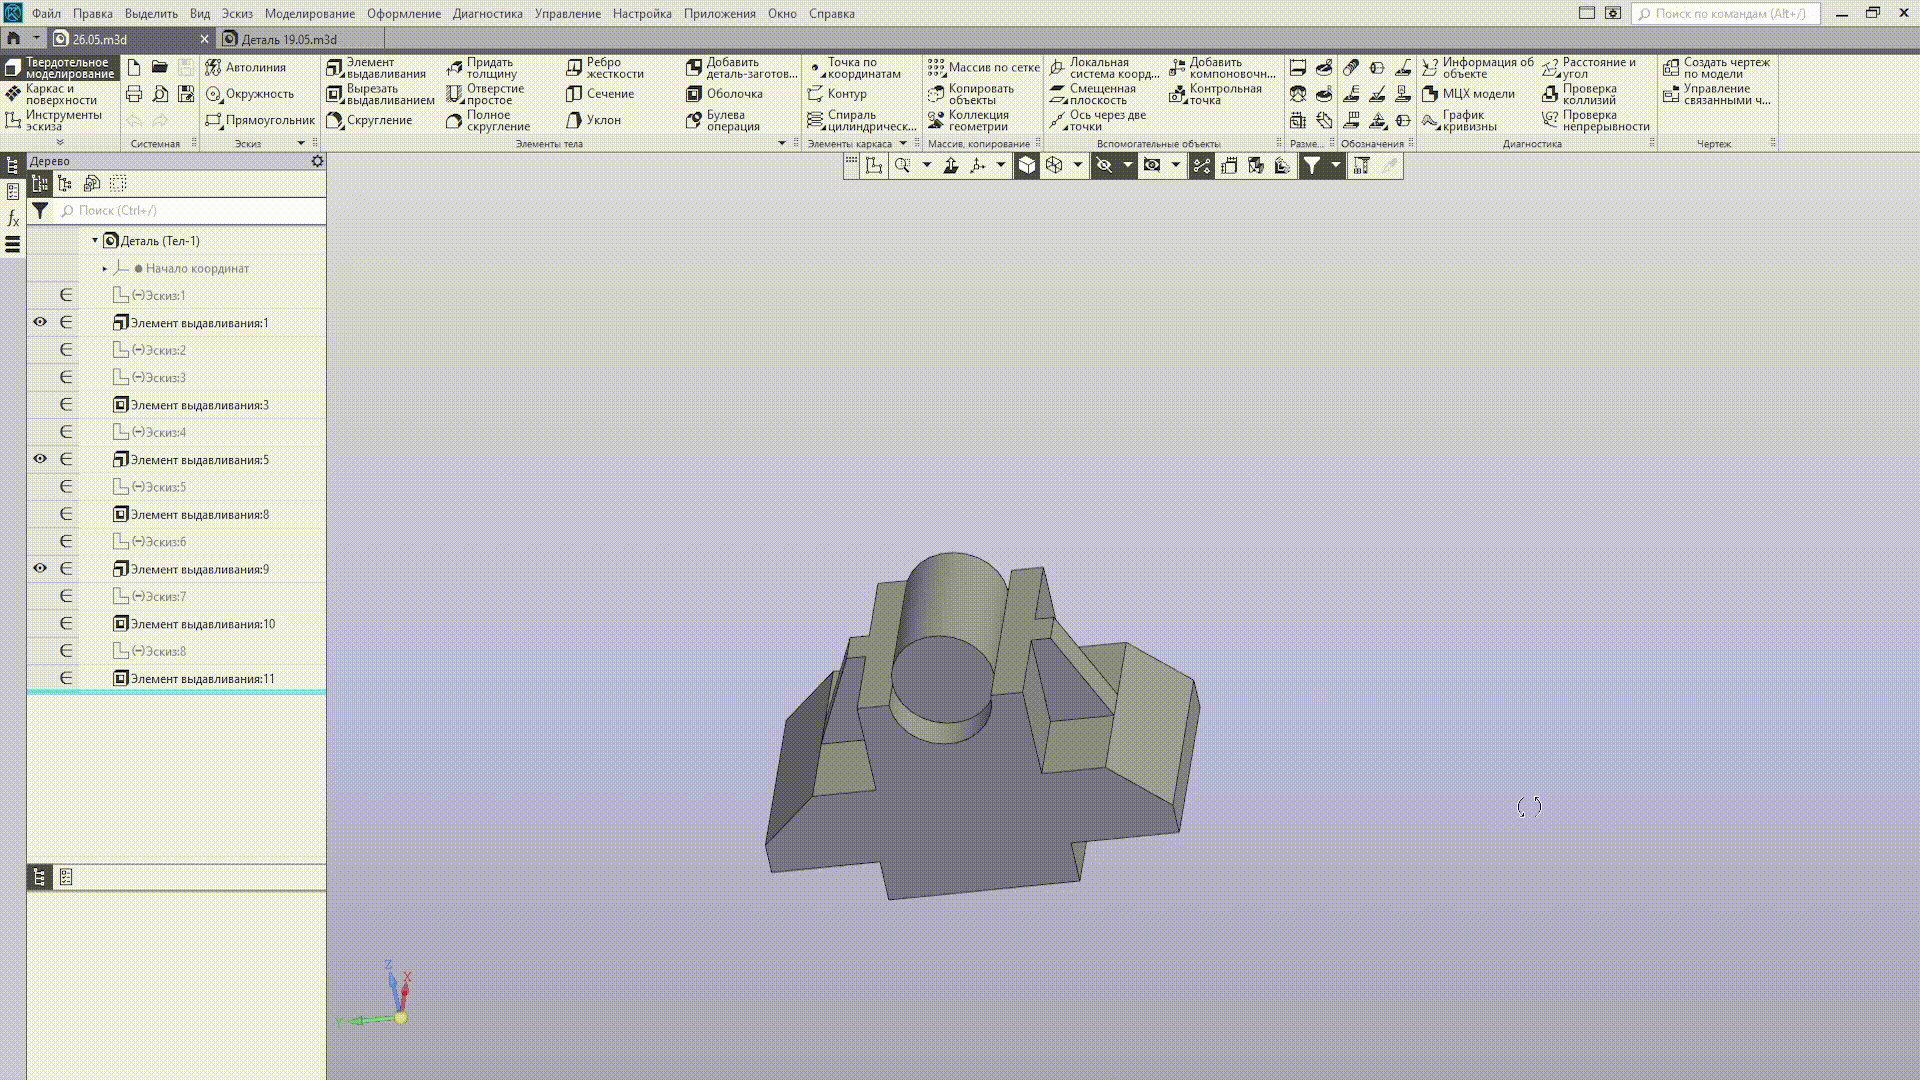 Файл Правка Выделить Вид Эскиз Моделирование Оформление Диагностика Управление Настройка Приложения Окно Справка
Поиск по командам (Alt+/)
26.05.m3d
Деталь 19.05.m3d
Твердотельное моделирование
Каркас и поверхности
Инструменты эскиза
Системная
Автолиния
Окружность
Прямоугольник
Эскиз
Элемент выдавливания
Вырезать выдавливанием
Скругление
Придать толщину
Отверстие простое
Полное скругление
Ребро жесткости
Сечение
Уклон
Добавить деталь-заготов...
Оболочка
Булева операция
Элементы тела
Точка по координатам
Контур
Спираль цилиндрическ...
Элементы каркаса
Массив по сетке
Копировать объекты
Коллекция геометрии
Массив, копирование
Локальная система коорд...
Смещенная плоскость
Ось через две точки
Добавить компоновочн...
Контрольная точка
Вспомогательные объекты
Разме...
Обозначения
Информация об объекте
МЦХ модели
График кривизны
Расстояние и угол
Проверка коллизий
Проверка непрерывности
Диагностика
Создать чертеж по модели
Управление связанными ч...
Чертеж
Дерево
Поиск (Ctrl+/)
Деталь (Тел-1)
Начало координат
(-)Эскиз:1
Элемент выдавливания:1
(-)Эскиз:2
(-)Эскиз:3
Элемент выдавливания:3
(-)Эскиз:4
Элемент выдавливания:5
(-)Эскиз:5
Элемент выдавливания:8
(-)Эскиз:6
Элемент выдавливания:9
(-)Эскиз:7
Элемент выдавливания:10
(-)Эскиз:8
Элемент выдавливания:11
Z
X
Y